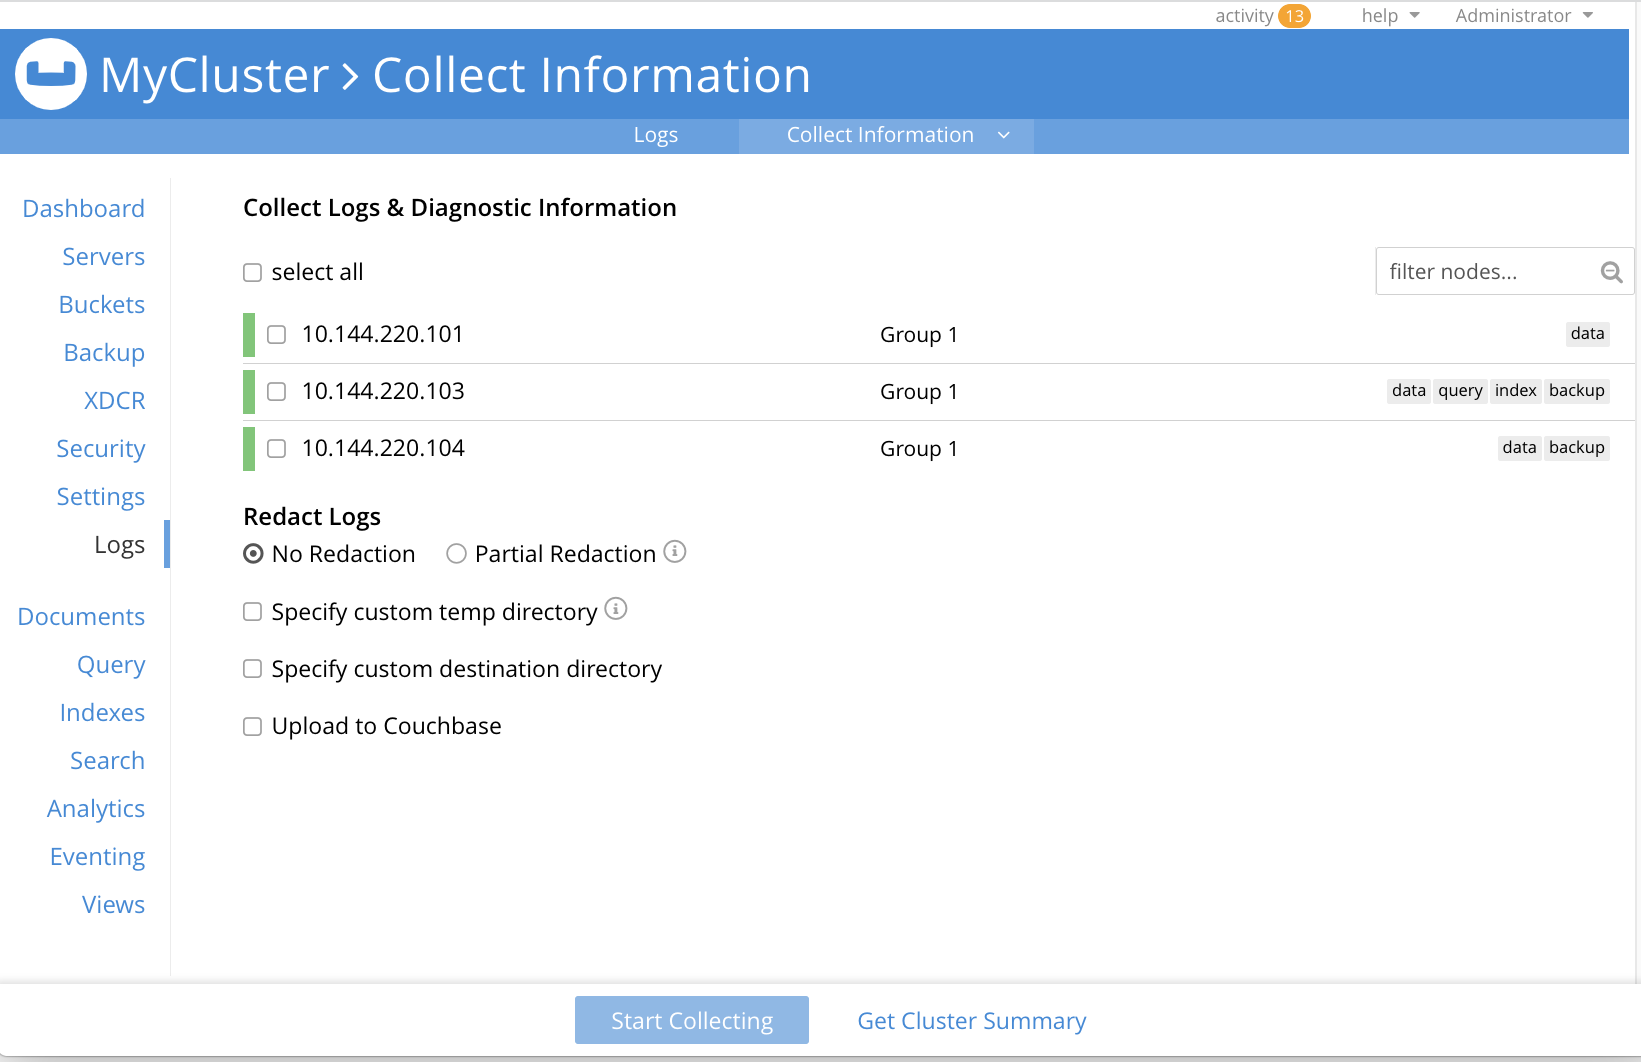 activity 13 help Administrator
MyCluster > Collect Information
Logs Collect Information
Dashboard
Servers
Buckets
Backup
XDCR
Security
Settings
Logs
Documents
Query
Indexes
Search
Analytics
Eventing
Views
Collect Logs & Diagnostic Information
select all
filter nodes...
10.144.220.101 Group 1 data
10.144.220.103 Group 1 data query index backup
10.144.220.104 Group 1 data backup
Redact Logs
No Redaction Partial Redaction
Specify custom temp directory
Specify custom destination directory
Upload to Couchbase
Start Collecting Get Cluster Summary